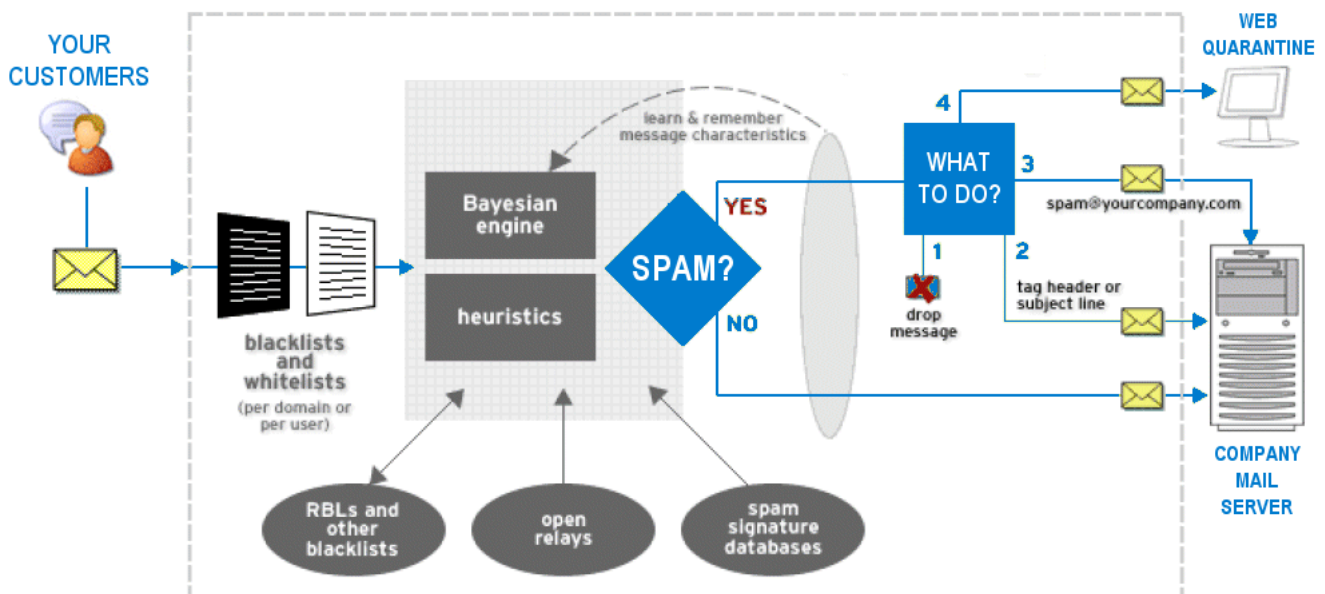 YOUR
CUSTOMERS
blacklists
and
whitelists
(per domain or
per user)
learn & remember
message characteristics
Bayesian
engine
heuristics
SPAM?
YES
NO
RBLs and
other
blacklists
open
relays
spam
signature
databases
WHAT
TO DO?
4
3
1
2
spam@yourcompany.com
drop
message
tag header or
subject line
WEB
QUARANTINE
COMPANY
MAIL
SERVER